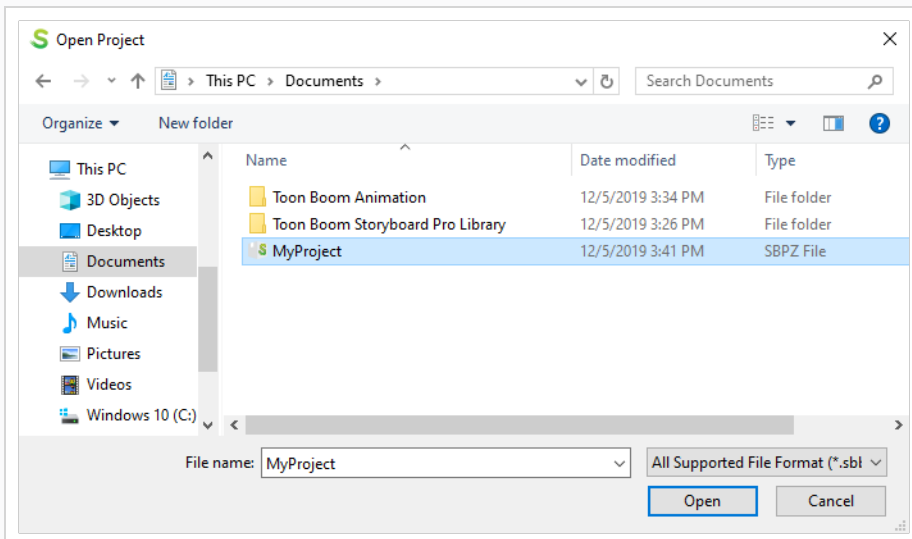 Open Project
This PC > Documents >
Search Documents
Organize
New folder
This PC
3D Objects
Desktop
Documents
Downloads
Music
Pictures
Videos
Windows 10 (C:)
Name Date modified Type
Toon Boom Animation 12/5/2019 3:34 PM File folder
Toon Boom Storyboard Pro Library 12/5/2019 3:26 PM File folder
MyProject 12/5/2019 3:41 PM SBPZ File
File name: MyProject All Supported File Format (*.sb
Open Cancel